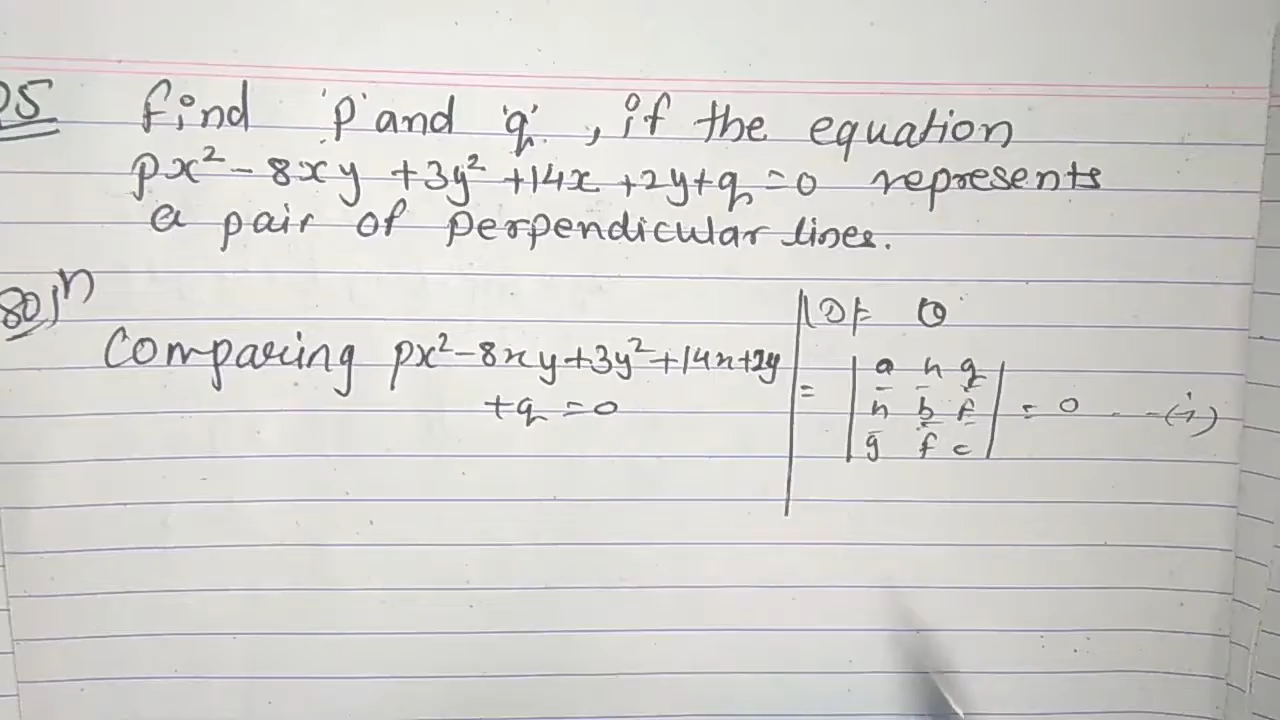 Q5 find 'p' and 'q', if the equation
px² - 8xy + 3y² + 14x + 2y + q = 0 represents
a pair of perpendicular lines.
Solⁿ
Comparing px² - 8xy + 3y² + 14x + 2y
+ q = 0
|D| = 0
= | a h g |
| h b f | = 0 - - (i)
| g f c |